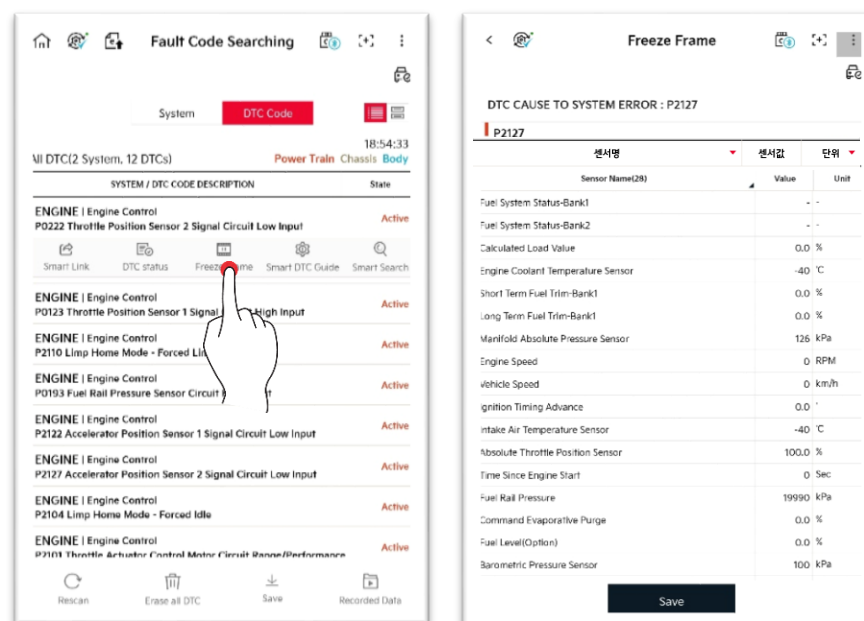 Fault Code Searching
System
DTC Code
18:54:33
All DTC(2 System, 12 DTCs)
Power Train Chassis Body
SYSTEM / DTC CODE DESCRIPTION
State
ENGINE | Engine Control
P0222 Throttle Position Sensor 2 Signal Circuit Low Input
Active
Smart Link
DTC status
Freeze Frame
Smart DTC Guide
Smart Search
ENGINE | Engine Control
P0123 Throttle Position Sensor 1 Signal High Input
Active
ENGINE | Engine Control
P2110 Limp Home Mode - Forced
Active
ENGINE | Engine Control
P0193 Fuel Rail Pressure Sensor Circuit
Active
ENGINE | Engine Control
P2122 Accelerator Position Sensor 1 Signal Circuit Low Input
Active
ENGINE | Engine Control
P2127 Accelerator Position Sensor 2 Signal Circuit Low Input
Active
ENGINE | Engine Control
P2104 Limp Home Mode - Forced Idle
Active
ENGINE | Engine Control
P2101 Throttle Actuator Control Motor Circuit Range/Performance
Active
Rescan
Erase all DTC
Save
Recorded Data
Freeze Frame
DTC CAUSE TO SYSTEM ERROR : P2127
P2127
센서명 센서값 단위
Sensor Name(28) Value Unit
Fuel System Status-Bank1 - -
Fuel System Status-Bank2 - -
Calculated Load Value 0.0 %
Engine Coolant Temperature Sensor -40 ℃
Short Term Fuel Trim-Bank1 0.0 %
Long Term Fuel Trim-Bank1 0.0 %
Manifold Absolute Pressure Sensor 126 kPa
Engine Speed 0 RPM
Vehicle Speed 0 km/h
Ignition Timing Advance 0.0 °
Intake Air Temperature Sensor -40 ℃
Absolute Throttle Position Sensor 100.0 %
Time Since Engine Start 0 Sec
Fuel Rail Pressure 19990 kPa
Command Evaporative Purge 0.0 %
Fuel Level(Option) 0.0 %
Barometric Pressure Sensor 100 kPa
Save